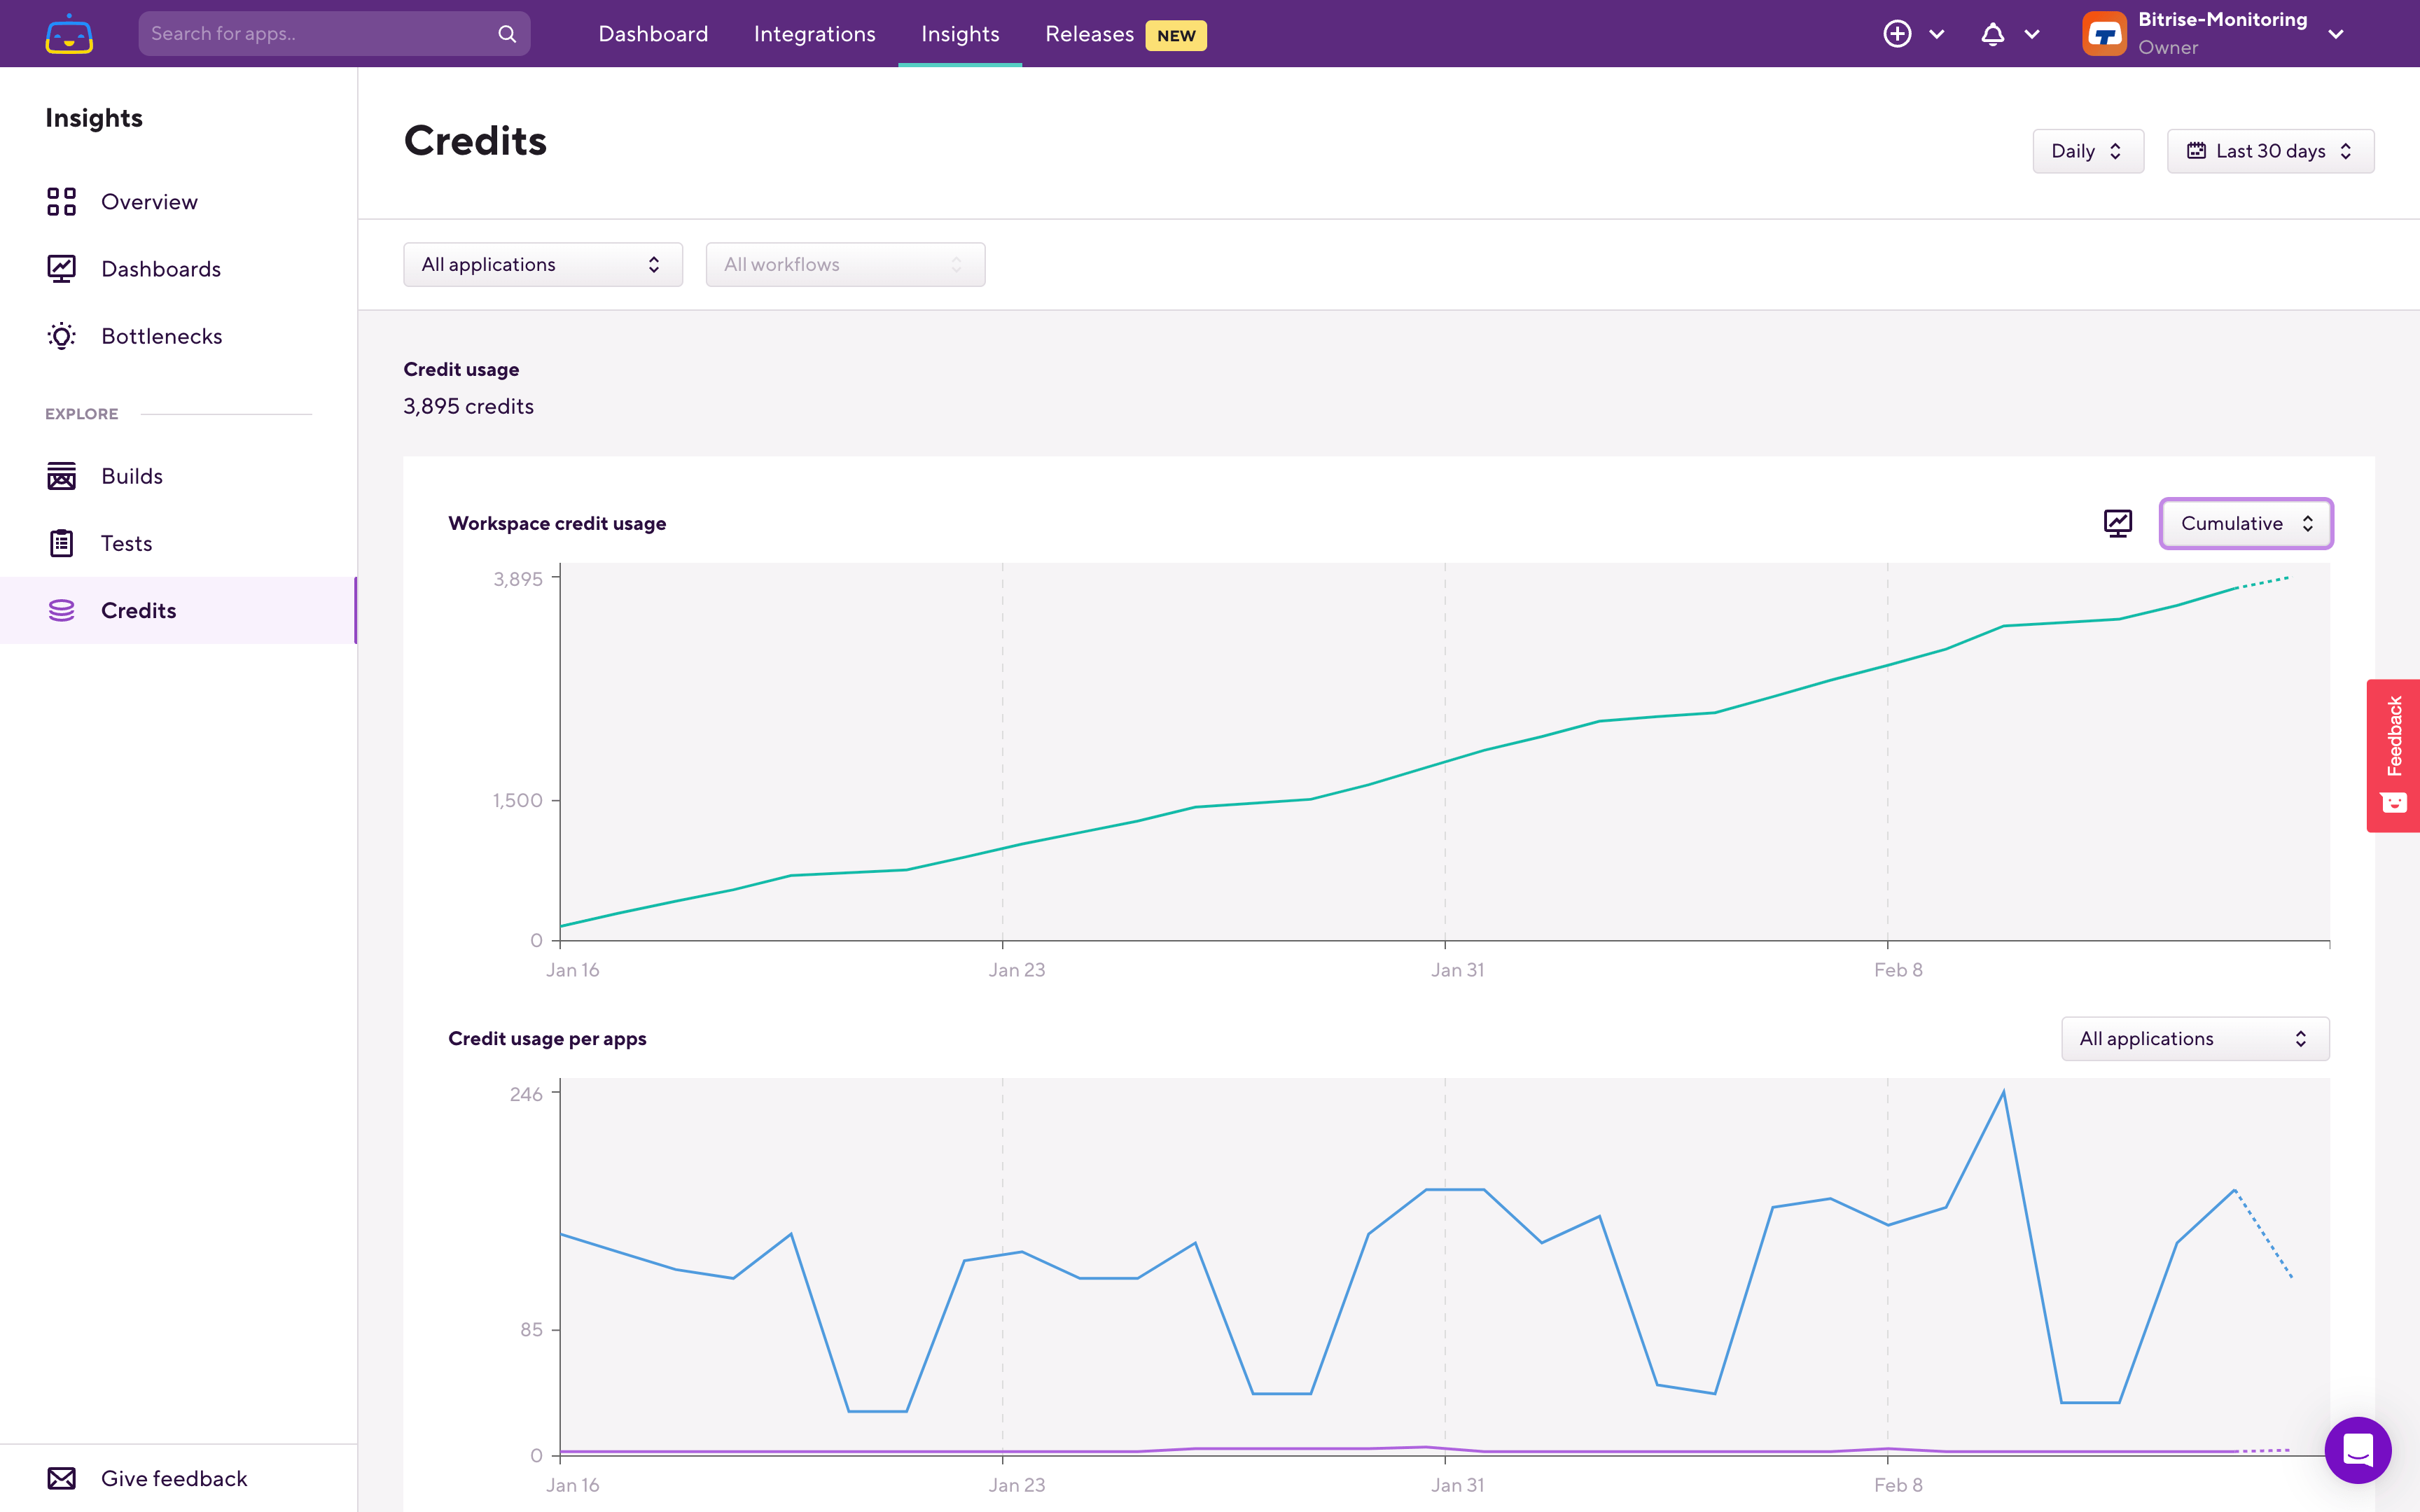 Search for apps..
Dashboard
Integrations
Insights
Releases NEW
Bitrise-Monitoring
Owner
Insights
Overview
Dashboards
Bottlenecks
EXPLORE
Builds
Tests
Credits
Give feedback
Credits
Daily
Last 30 days
All applications
All workflows
Credit usage
3,895 credits
Workspace credit usage
Cumulative
3,895
1,500
0
Jan 16
Jan 23
Jan 31
Feb 8
Credit usage per apps
All applications
246
85
0
Jan 16
Jan 23
Jan 31
Feb 8
Feedback